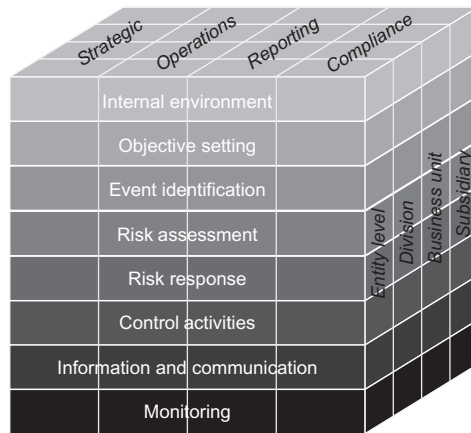 Strategic
Operations
Reporting
Compliance
Internal environment
Objective setting
Event identification
Risk assessment
Risk response
Control activities
Information and communication
Monitoring
Entity level
Division
Business unit
Subsidiary